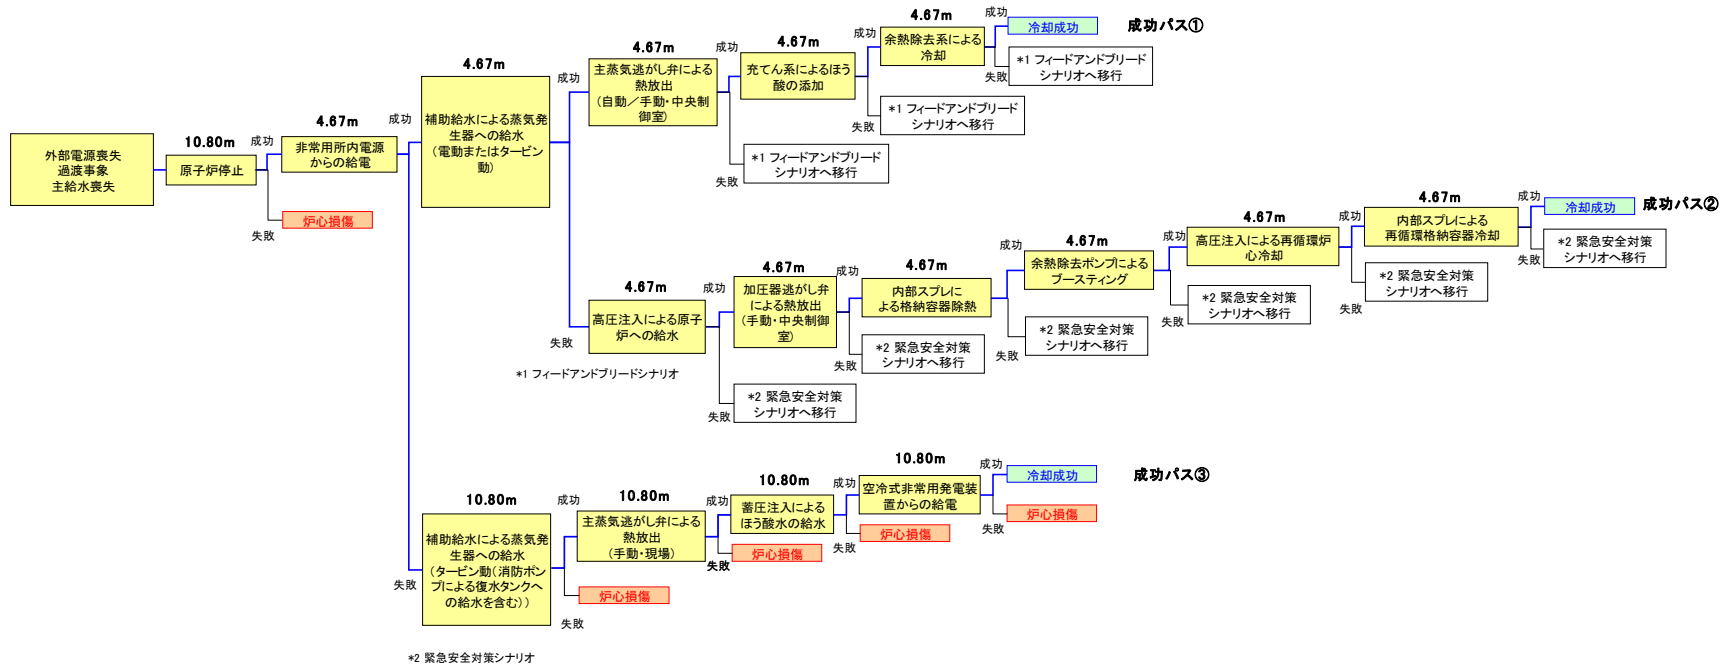 外部電源喪失
過渡事象
主給水喪失
10.80m
原子炉停止
成功
失敗
炉心損傷
4.67m
非常用所内電源
からの給電
成功
失敗
4.67m
補助給水による蒸気発
生器への給水
(電動またはタービン
動)
成功
失敗
4.67m
主蒸気逃がし弁による
熱放出
(自動/手動・中央制
御室)
成功
失敗
*1 フィードアンドブリード
シナリオへ移行
4.67m
充てん系によるほう
酸の添加
成功
失敗
*1 フィードアンドブリード
シナリオへ移行
4.67m
余熱除去系による
冷却
成功
冷却成功
成功パス①
失敗
*1 フィードアンドブリード
シナリオへ移行
4.67m
高圧注入による原子
炉への給水
*1 フィードアンドブリードシナリオ
成功
失敗
*2 緊急安全対策
シナリオへ移行
4.67m
加圧器逃がし弁
による熱放出
(手動・中央制御
室)
成功
失敗
*2 緊急安全対策
シナリオへ移行
4.67m
内部スプレに
よる格納容器除熱
成功
失敗
*2 緊急安全対策
シナリオへ移行
4.67m
余熱除去ポンプによる
ブースティング
成功
失敗
*2 緊急安全対策
シナリオへ移行
4.67m
高圧注入による再循環炉
心冷却
成功
失敗
*2 緊急安全対策
シナリオへ移行
4.67m
内部スプレによる
再循環格納容器冷却
成功
冷却成功
成功パス②
失敗
*2 緊急安全対策
シナリオへ移行
10.80m
補助給水による蒸気発
生器への給水
(タービン動(消防ポン
プによる復水タンクへ
の給水を含む))
*2 緊急安全対策シナリオ
成功
失敗
炉心損傷
10.80m
主蒸気逃がし弁による
熱放出
(手動・現場)
成功
失敗
炉心損傷
10.80m
蓄圧注入による
ほう酸水の給水
成功
失敗
炉心損傷
10.80m
空冷式非常用発電装
置からの給電
成功
冷却成功
成功パス③
失敗
炉心損傷